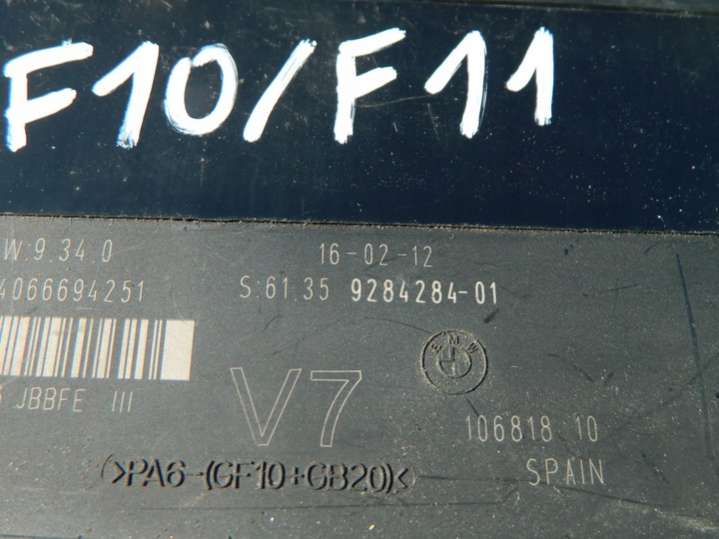 F10/F11
W:9.34.0
16-02-12
4066694251
S:61.35 9284284-01
BMW
JBBFE III
V7
106818.10
SPAIN
(>PA6-(GF10+GB20)<